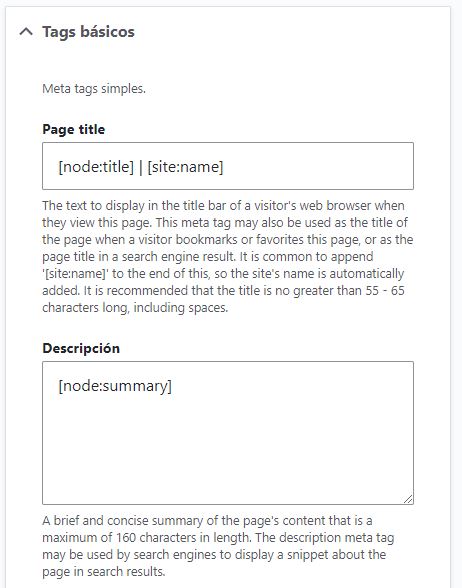 Tags básicos
Meta tags simples.
Page title
[node:title] | [site:name]
The text to display in the title bar of a visitor's web browser when
they view this page. This meta tag may also be used as the title of
the page when a visitor bookmarks or favorites this page, or as the
page title in a search engine result. It is common to append
'[site:name]' to the end of this, so the site's name is automatically
added. It is recommended that the title is no greater than 55 - 65
characters long, including spaces.
Descripción
[node:summary]
A brief and concise summary of the page's content that is a
maximum of 160 characters in length. The description meta tag
may be used by search engines to display a snippet about the
page in search results.